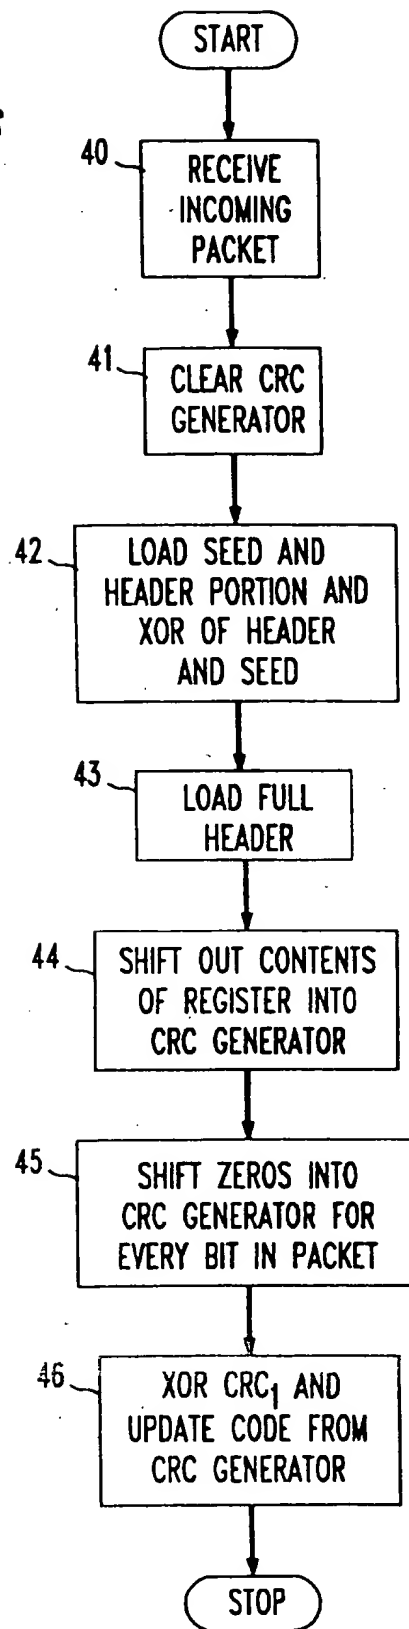 START
40
RECEIVE
INCOMING
PACKET
41
CLEAR CRC
GENERATOR
42
LOAD SEED AND
HEADER PORTION AND
XOR OF HEADER
AND SEED
43
LOAD FULL
HEADER
44
SHIFT OUT CONTENTS
OF REGISTER INTO
CRC GENERATOR
45
SHIFT ZEROS INTO
CRC GENERATOR FOR
EVERY BIT IN PACKET
46
XOR CRC₁ AND
UPDATE CODE FROM
CRC GENERATOR
STOP